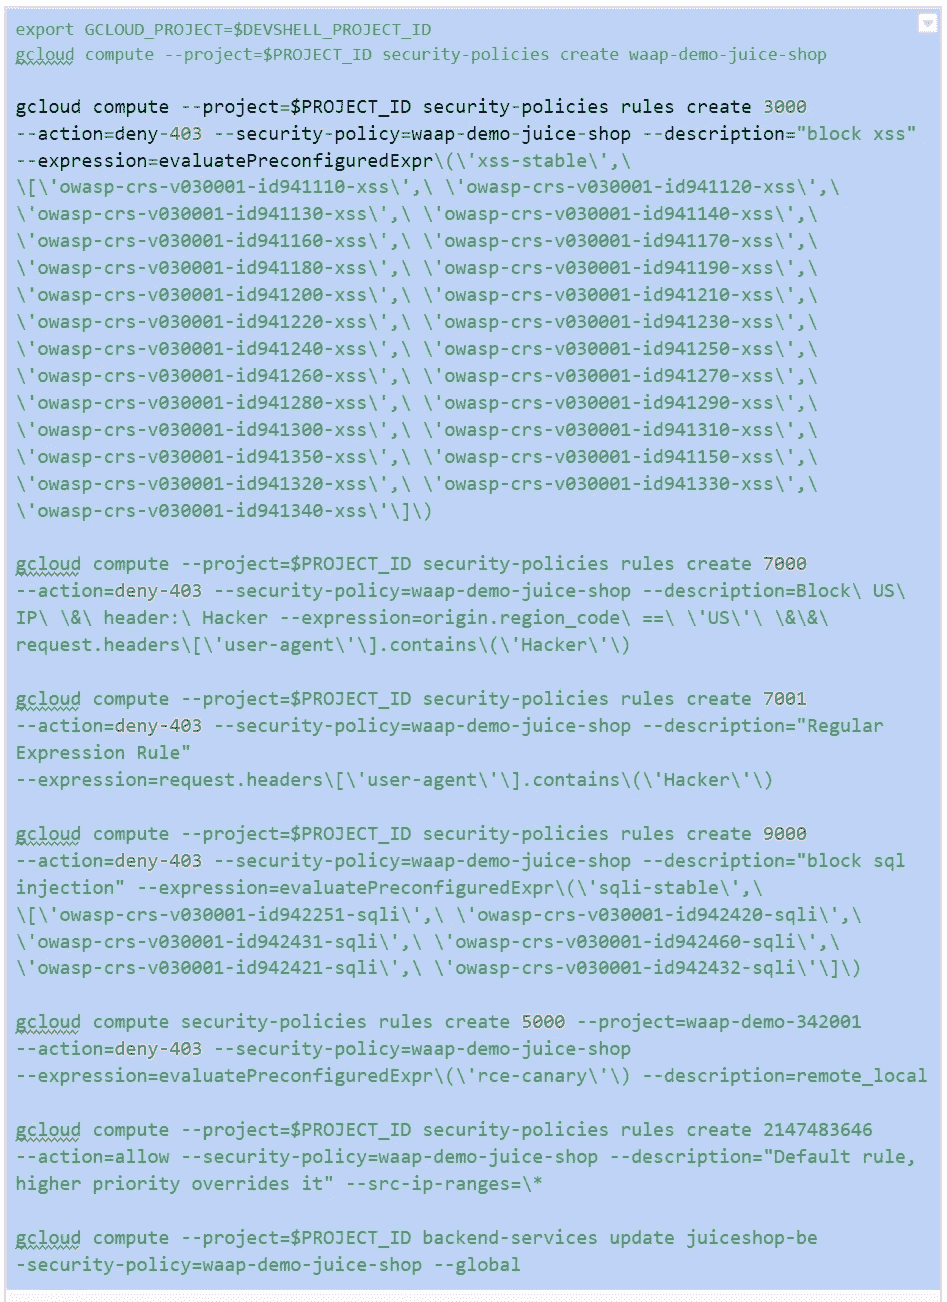 export GCLOUD_PROJECT=$DEVSHELL_PROJECT_ID
gcloud compute --project=$PROJECT_ID security-policies create waap-demo-juice-shop
gcloud compute --project=$PROJECT_ID security-policies rules create 3000
--action=deny-403 --security-policy=waap-demo-juice-shop --description="block xss"
--expression=evaluatePreconfiguredExpr\(\'xss-stable\',\
\[\'owasp-crs-v030001-id941110-xss\',\ \'owasp-crs-v030001-id941120-xss\',\
\'owasp-crs-v030001-id941130-xss\',\ \'owasp-crs-v030001-id941140-xss\',\
\'owasp-crs-v030001-id941160-xss\',\ \'owasp-crs-v030001-id941170-xss\',\
\'owasp-crs-v030001-id941180-xss\',\ \'owasp-crs-v030001-id941190-xss\',\
\'owasp-crs-v030001-id941200-xss\',\ \'owasp-crs-v030001-id941210-xss\',\
\'owasp-crs-v030001-id941220-xss\',\ \'owasp-crs-v030001-id941230-xss\',\
\'owasp-crs-v030001-id941240-xss\',\ \'owasp-crs-v030001-id941250-xss\',\
\'owasp-crs-v030001-id941260-xss\',\ \'owasp-crs-v030001-id941270-xss\',\
\'owasp-crs-v030001-id941280-xss\',\ \'owasp-crs-v030001-id941290-xss\',\
\'owasp-crs-v030001-id941300-xss\',\ \'owasp-crs-v030001-id941310-xss\',\
\'owasp-crs-v030001-id941350-xss\',\ \'owasp-crs-v030001-id941150-xss\',\
\'owasp-crs-v030001-id941320-xss\',\ \'owasp-crs-v030001-id941330-xss\',\
\'owasp-crs-v030001-id941340-xss\'\]\)
gcloud compute --project=$PROJECT_ID security-policies rules create 7000
--action=deny-403 --security-policy=waap-demo-juice-shop --description=Block\ US\
IP\ \&\ header:\ Hacker --expression=origin.region_code\ ==\ \'US\'\ \&\&\
request.headers\[\'user-agent\'\].contains\(\'Hacker\'\)
gcloud compute --project=$PROJECT_ID security-policies rules create 7001
--action=deny-403 --security-policy=waap-demo-juice-shop --description="Regular
Expression Rule"
--expression=request.headers\[\'user-agent\'\].contains\(\'Hacker\'\)
gcloud compute --project=$PROJECT_ID security-policies rules create 9000
--action=deny-403 --security-policy=waap-demo-juice-shop --description="block sql
injection" --expression=evaluatePreconfiguredExpr\(\'sqli-stable\',\
\[\'owasp-crs-v030001-id942251-sqli\',\ \'owasp-crs-v030001-id942420-sqli\',\
\'owasp-crs-v030001-id942431-sqli\',\ \'owasp-crs-v030001-id942460-sqli\',\
\'owasp-crs-v030001-id942421-sqli\',\ \'owasp-crs-v030001-id942432-sqli\'\]\)
gcloud compute security-policies rules create 5000 --project=waap-demo-342001
--action=deny-403 --security-policy=waap-demo-juice-shop
--expression=evaluatePreconfiguredExpr\(\'rce-canary\'\) --description=remote_local
gcloud compute --project=$PROJECT_ID security-policies rules create 2147483646
--action=allow --security-policy=waap-demo-juice-shop --description="Default rule,
higher priority overrides it" --src-ip-ranges=\*
gcloud compute --project=$PROJECT_ID backend-services update juiceshop-be
-security-policy=waap-demo-juice-shop --global